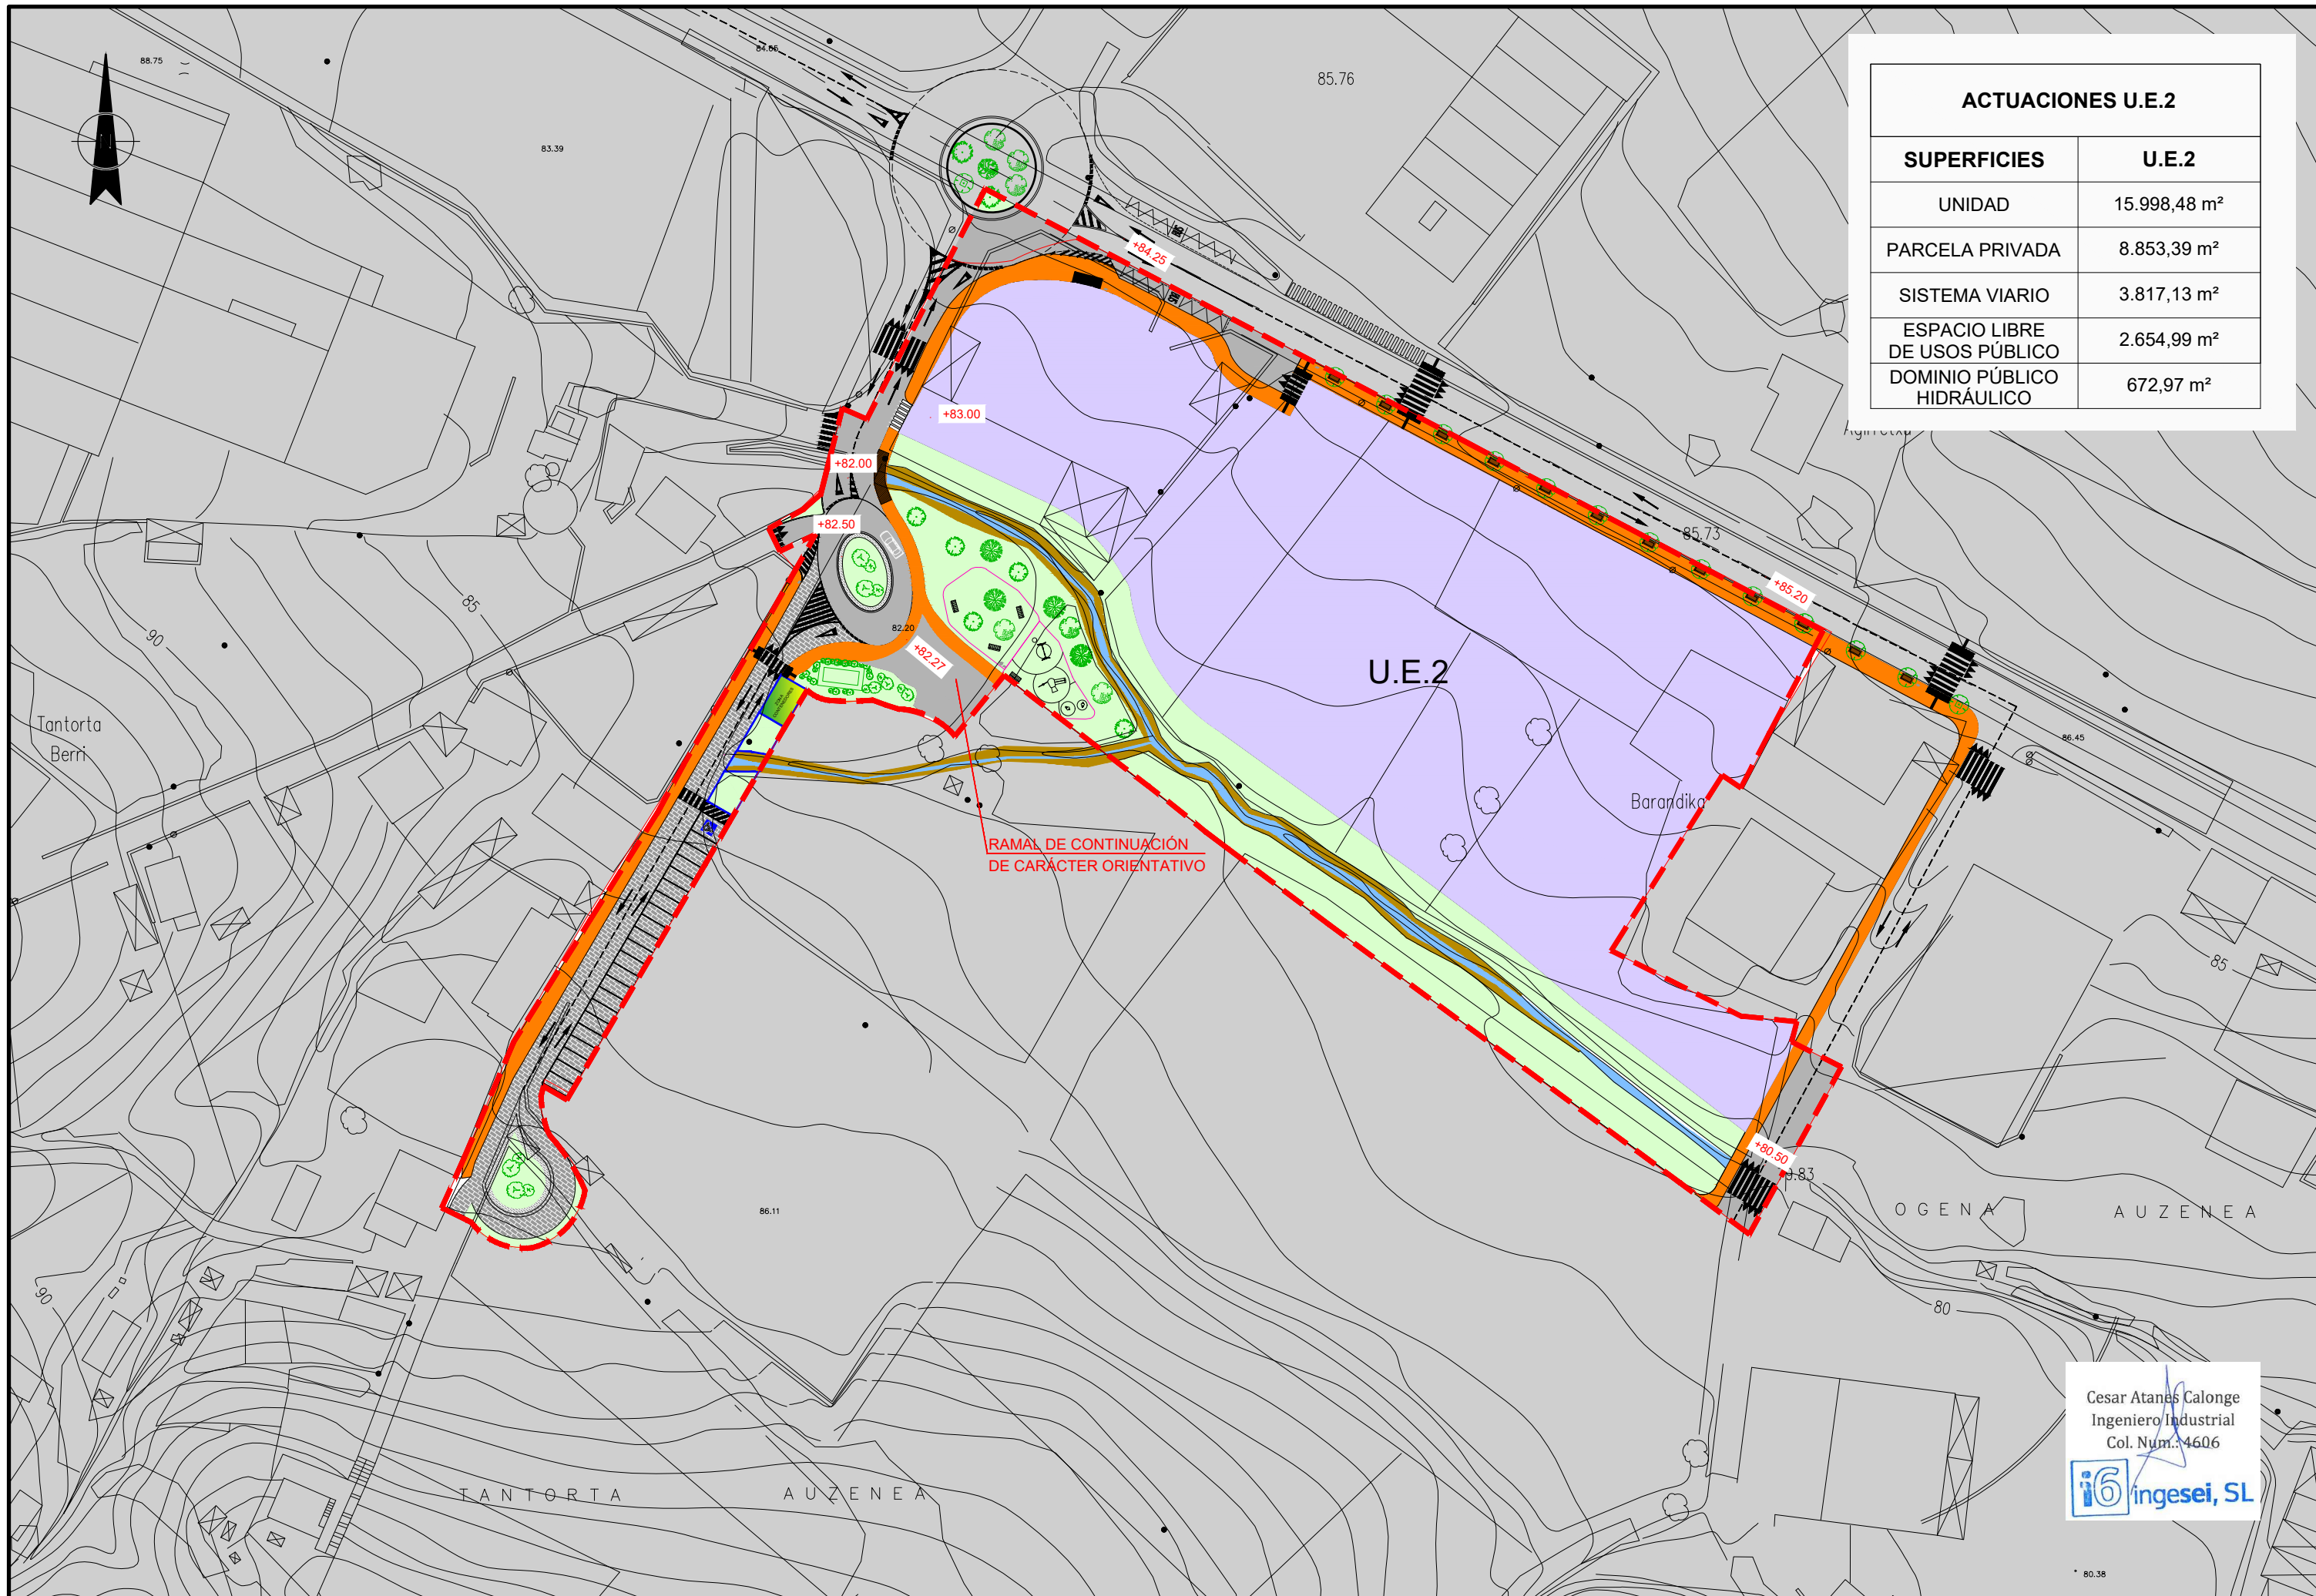 88.75
84.65
85.76
83.39
ACTUACIONES U.E.2
SUPERFICIES U.E.2
UNIDAD 15.998,48 m²
PARCELA PRIVADA 8.853,39 m²
SISTEMA VIARIO 3.817,13 m²
ESPACIO LIBRE
DE USOS PÚBLICO 2.654,99 m²
DOMINIO PÚBLICO
HIDRÁULICO 672,97 m²
+84.25
+83.00
+82.00
+82.50
85.73
+85.20
85
90
82.20
+82.27
U.E.2
Tantorta
Berri
86.45
Barandika
RAMAL DE CONTINUACIÓN
DE CARÁCTER ORIENTATIVO
85
+80.50
9.83
86.11
OGENA AUZENEA
90
80
TANTORTA AUZENEA
Cesar Atanes Calonge
Ingeniero Industrial
Col. Num.: 4606
i6 ingesei, SL
80.38